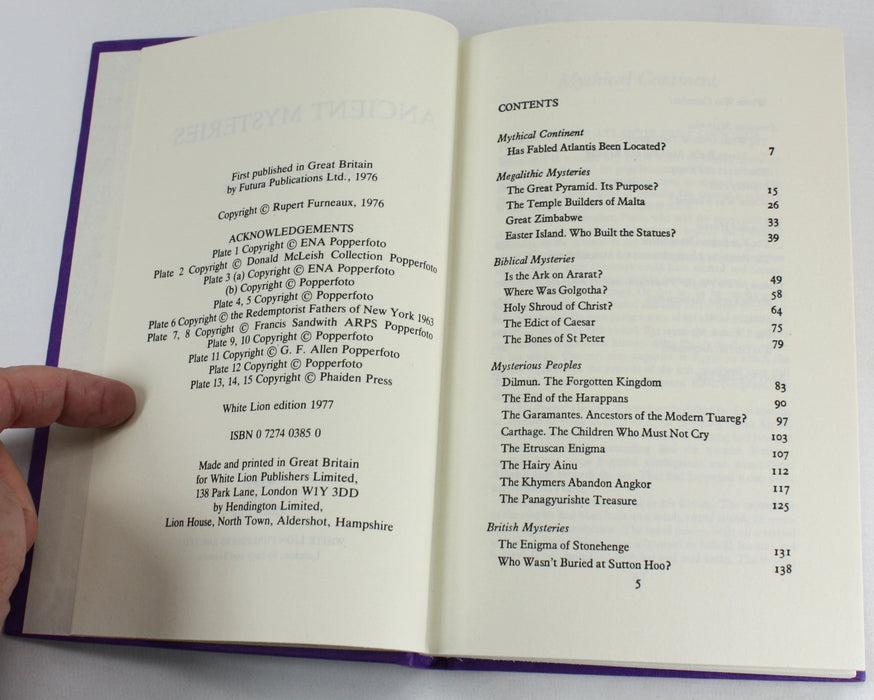 First published in Great Britain
by Futura Publications Ltd., 1976
Copyright © Rupert Furneaux, 1976
ACKNOWLEDGEMENTS
Plate 1 Copyright © ENA Popperfoto
Plate 2 Copyright © Donald McLeish Collection Popperfoto
Plate 3 (a) Copyright © ENA Popperfoto
(b) Copyright © Popperfoto
Plate 4, 5 Copyright © Popperfoto
Plate 6 Copyright © the Redemptorist Fathers of New York 1963
Plate 7, 8 Copyright © Francis Sandwith ARPS Popperfoto
Plate 9, 10 Copyright © Popperfoto
Plate 11 Copyright © G. F. Allen Popperfoto
Plate 12 Copyright © Popperfoto
Plate 13, 14, 15 Copyright © Phaiden Press
White Lion edition 1977
ISBN 0 7274 0385 0
Made and printed in Great Britain
for White Lion Publishers Limited,
138 Park Lane, London W1Y 3DD
by Hendington Limited,
Lion House, North Town, Aldershot, Hampshire
CONTENTS
Mythical Continent
Has Fabled Atlantis Been Located? 7
Megalithic Mysteries
The Great Pyramid. Its Purpose? 15
The Temple Builders of Malta 26
Great Zimbabwe 33
Easter Island. Who Built the Statues? 39
Biblical Mysteries
Is the Ark on Ararat? 49
Where Was Golgotha? 58
Holy Shroud of Christ? 64
The Edict of Caesar 75
The Bones of St Peter 79
Mysterious Peoples
Dilmun. The Forgotten Kingdom 83
The End of the Harappans 90
The Garamantes. Ancestors of the Modern Tuareg? 97
Carthage. The Children Who Must Not Cry 103
The Etruscan Enigma 107
The Hairy Ainu 112
The Khymers Abandon Angkor 117
The Panagyurishte Treasure 125
British Mysteries
The Enigma of Stonehenge 131
Who Wasn't Buried at Sutton Hoo? 138
5